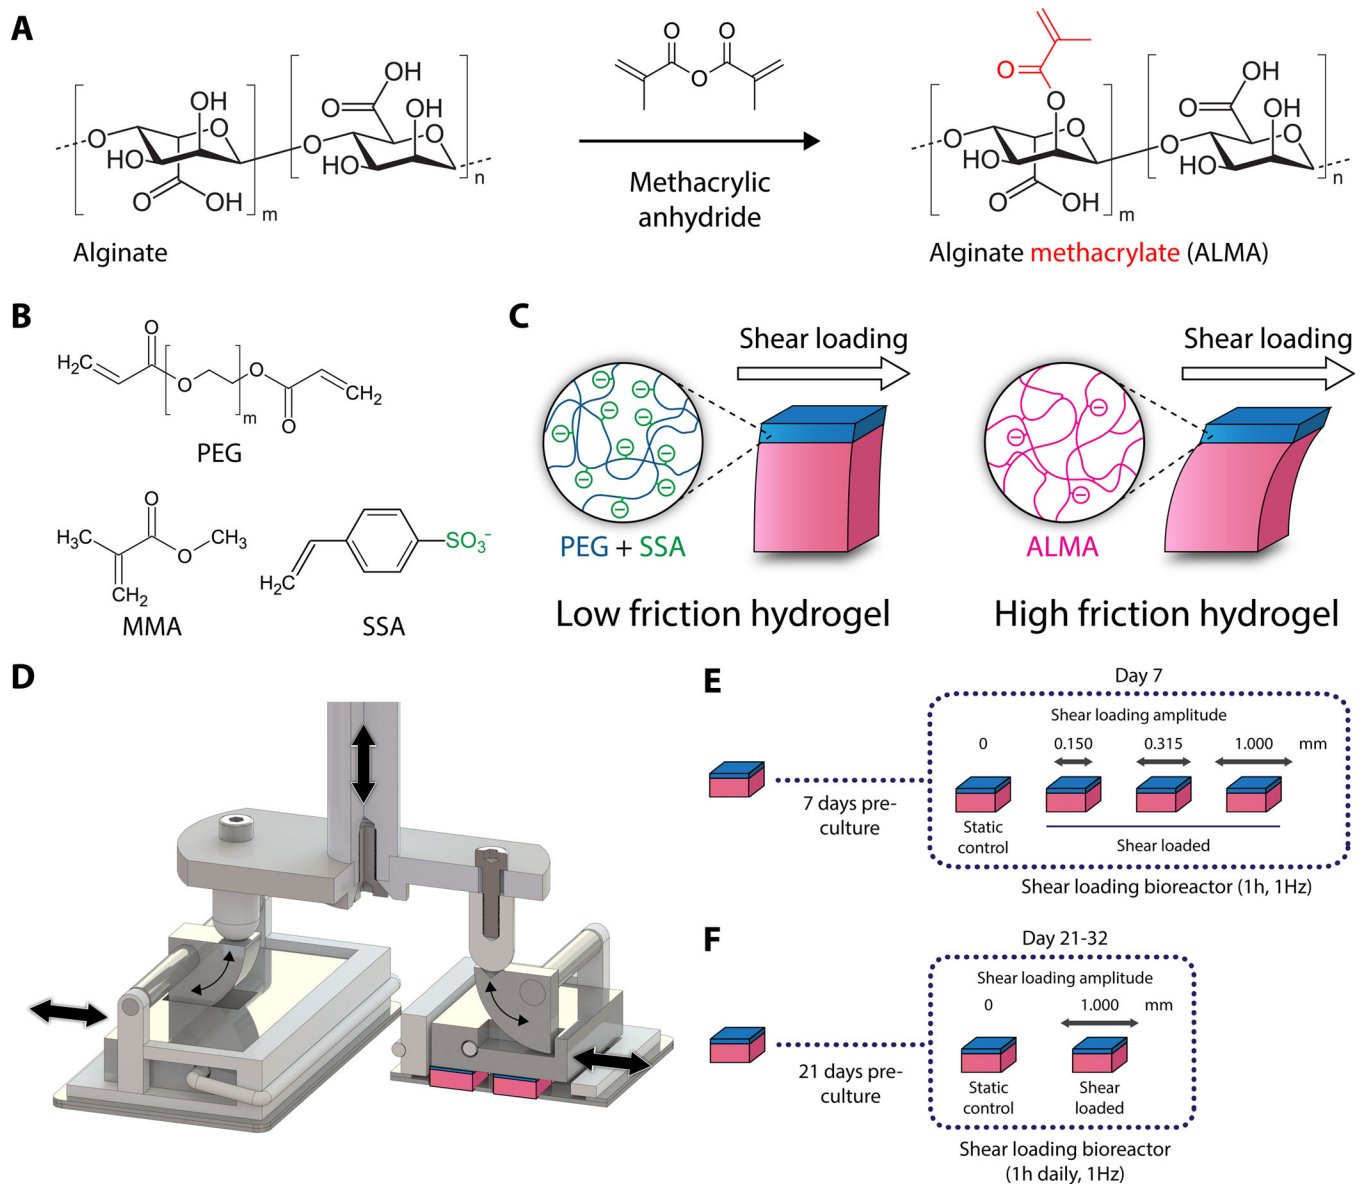 A
OH
O
OH
OH
O
O
O
O
HO
HO
O
OH
m
n
Alginate
O
O
O
Methacrylic
anhydride
O
O
OH
O
OH
O
O
O
O
HO
HO
O
OH
m
n
Alginate methacrylate (ALMA)
B
O
H₂C
O
m
O
O
CH₂
PEG
O
H₃C
O
CH₃
CH₂
MMA
H₂C
SO₃⁻
SSA
C
Shear loading
PEG + SSA
Low friction hydrogel
Shear loading
ALMA
High friction hydrogel
D
E
Day 7
Shear loading amplitude
0 0.150 0.315 1.000 mm
7 days pre-
culture
Static
control
Shear loaded
Shear loading bioreactor (1h, 1Hz)
F
Day 21-32
Shear loading amplitude
0 1.000 mm
21 days pre-
culture
Static
control
Shear
loaded
Shear loading bioreactor
(1h daily, 1Hz)